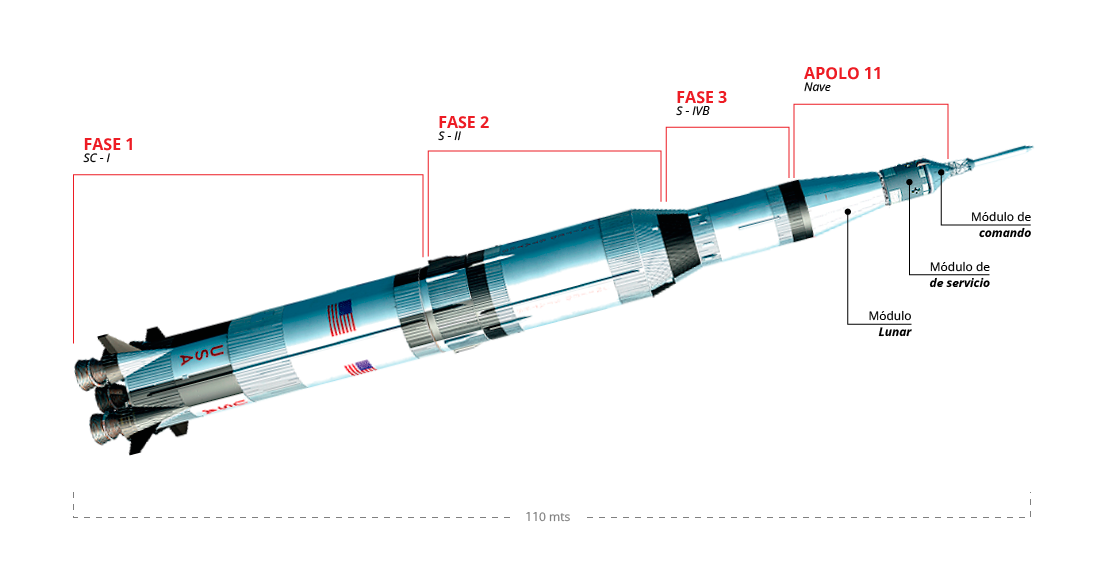 APOLO 11
Nave
FASE 3
S - IVB
FASE 2
S - II
FASE 1
SC - I
Módulo de
comando
Módulo de
de servicio
Módulo
Lunar
USA
USA
110 mts